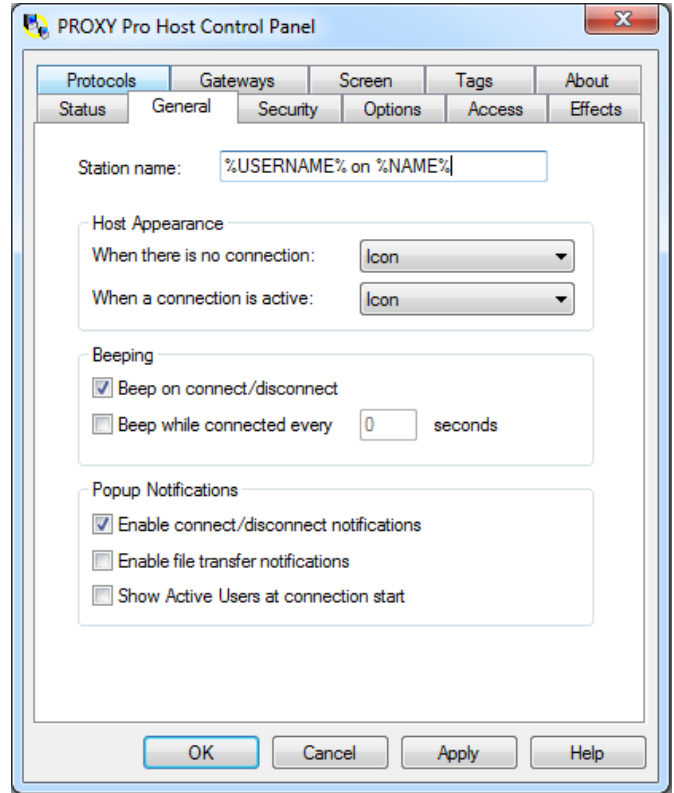 PROXY Pro Host Control Panel
Protocols Gateways Screen Tags About
Status General Security Options Access Effects
Station name: %USERNAME% on %NAME%
Host Appearance
When there is no connection: Icon
When a connection is active: Icon
Beeping
Beep on connect/disconnect
Beep while connected every 0 seconds
Popup Notifications
Enable connect/disconnect notifications
Enable file transfer notifications
Show Active Users at connection start
OK Cancel Apply Help